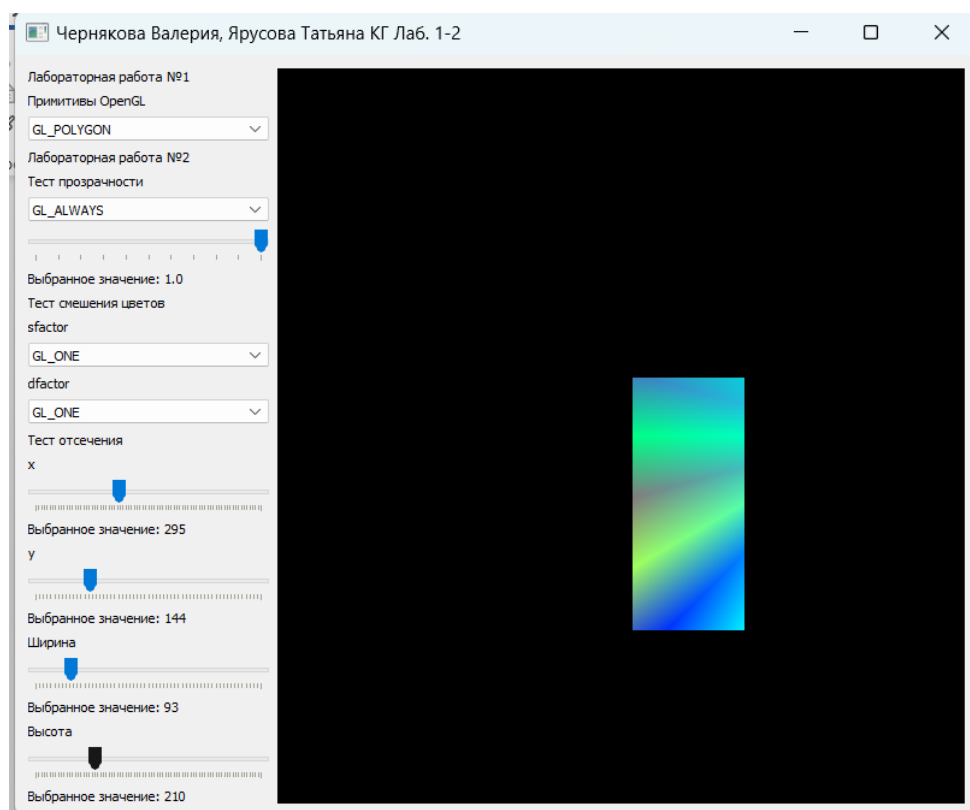 Чернякова Валерия, Ярусова Татьяна КГ Лаб. 1-2
Лабораторная работа №1
Примитивы OpenGL
GL_POLYGON
Лабораторная работа №2
Тест прозрачности
GL_ALWAYS
Выбранное значение: 1.0
Тест смешения цветов
sfactor
GL_ONE
dfactor
GL_ONE
Тест отсечения
x
Выбранное значение: 295
y
Выбранное значение: 144
Ширина
Выбранное значение: 93
Высота
Выбранное значение: 210